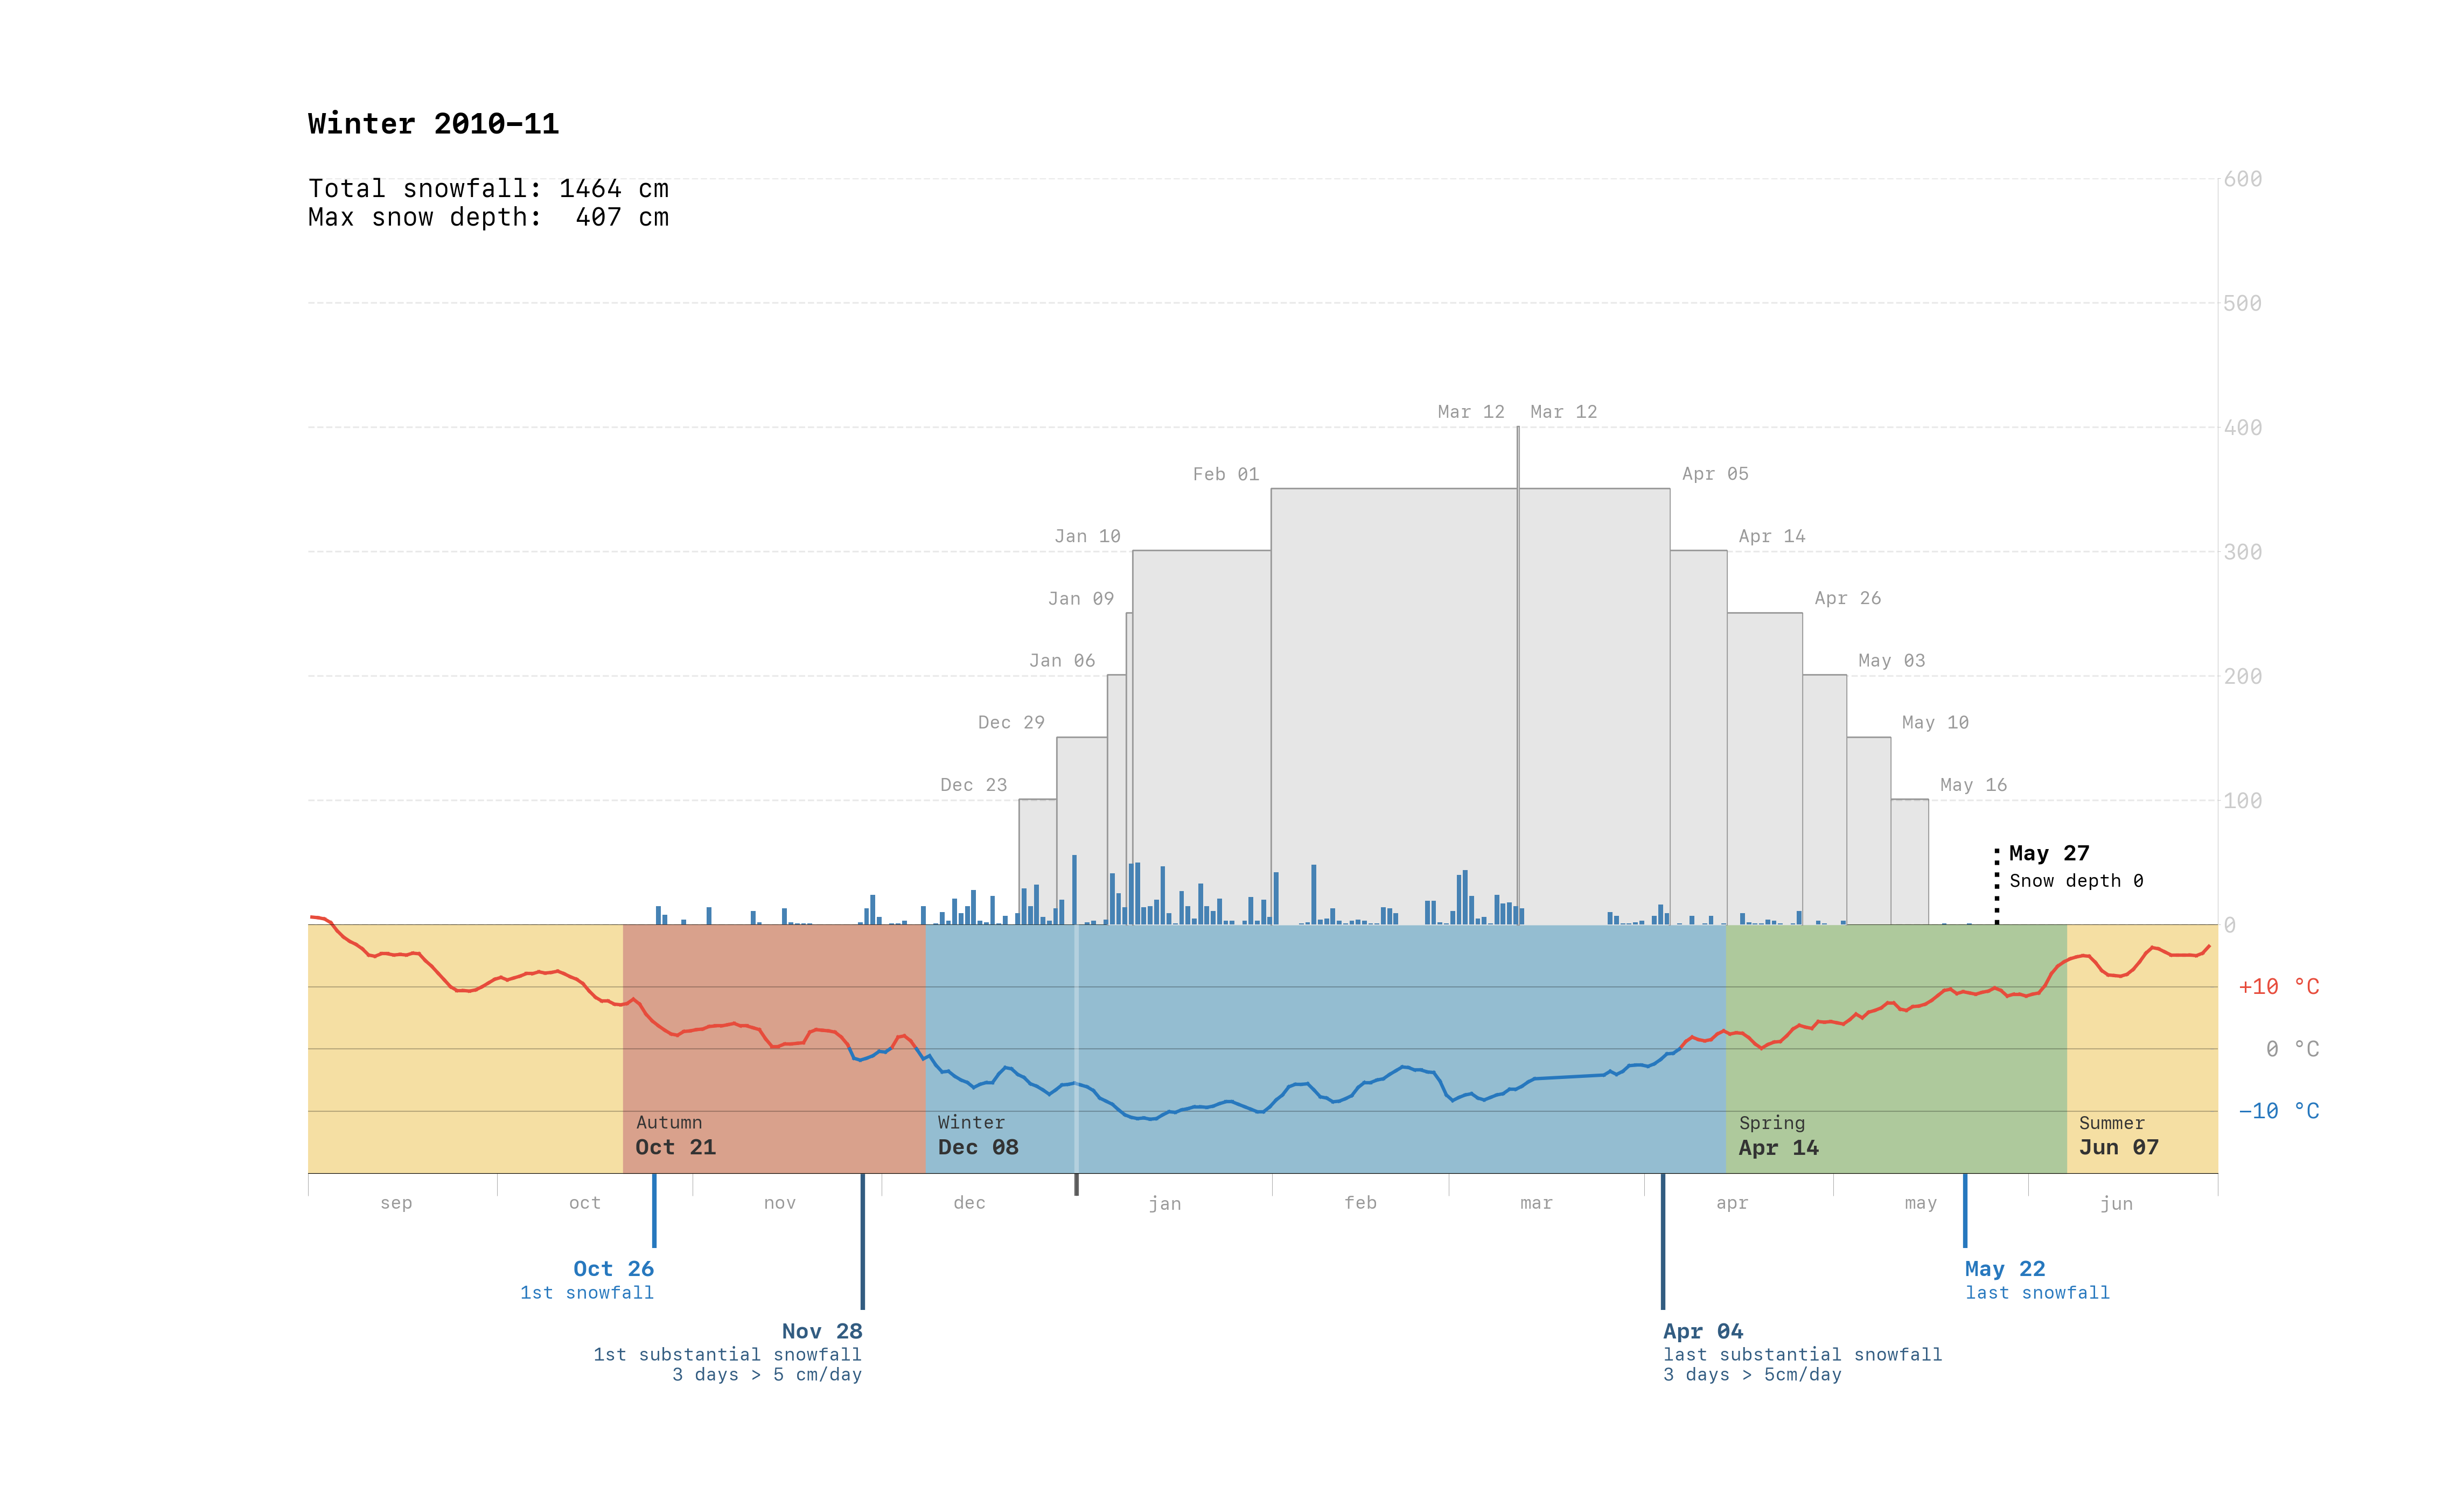 Winter 2010–11
Total snowfall: 1464 cm
Max snow depth:  407 cm
600
500
400
300
200
100
0
Mar 12
Mar 12
Feb 01
Apr 05
Jan 10
Apr 14
Jan 09
Apr 26
Jan 06
May 03
Dec 29
May 10
Dec 23
May 16
May 27
Snow depth 0
+10 °C
0 °C
−10 °C
Autumn
Oct 21
Winter
Dec 08
Spring
Apr 14
Summer
Jun 07
sep
oct
nov
dec
jan
feb
mar
apr
may
jun
Oct 26
1st snowfall
Nov 28
1st substantial snowfall
3 days > 5 cm/day
Apr 04
last substantial snowfall
3 days > 5cm/day
May 22
last snowfall